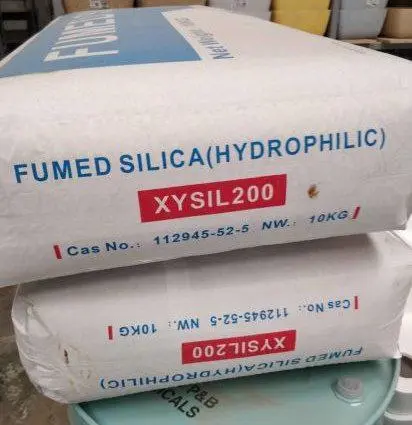 FUMED
Net Weight
FUMED SILICA(HYDROPHILIC)
XYSIL200
Cas No.: 112945-52-5 NW.: 10KG
Cas No.: 112945-52-5 NW.: 10KG
XYSIL200
FUMED SILICA(HYDROPHILIC)
P&B
CALS